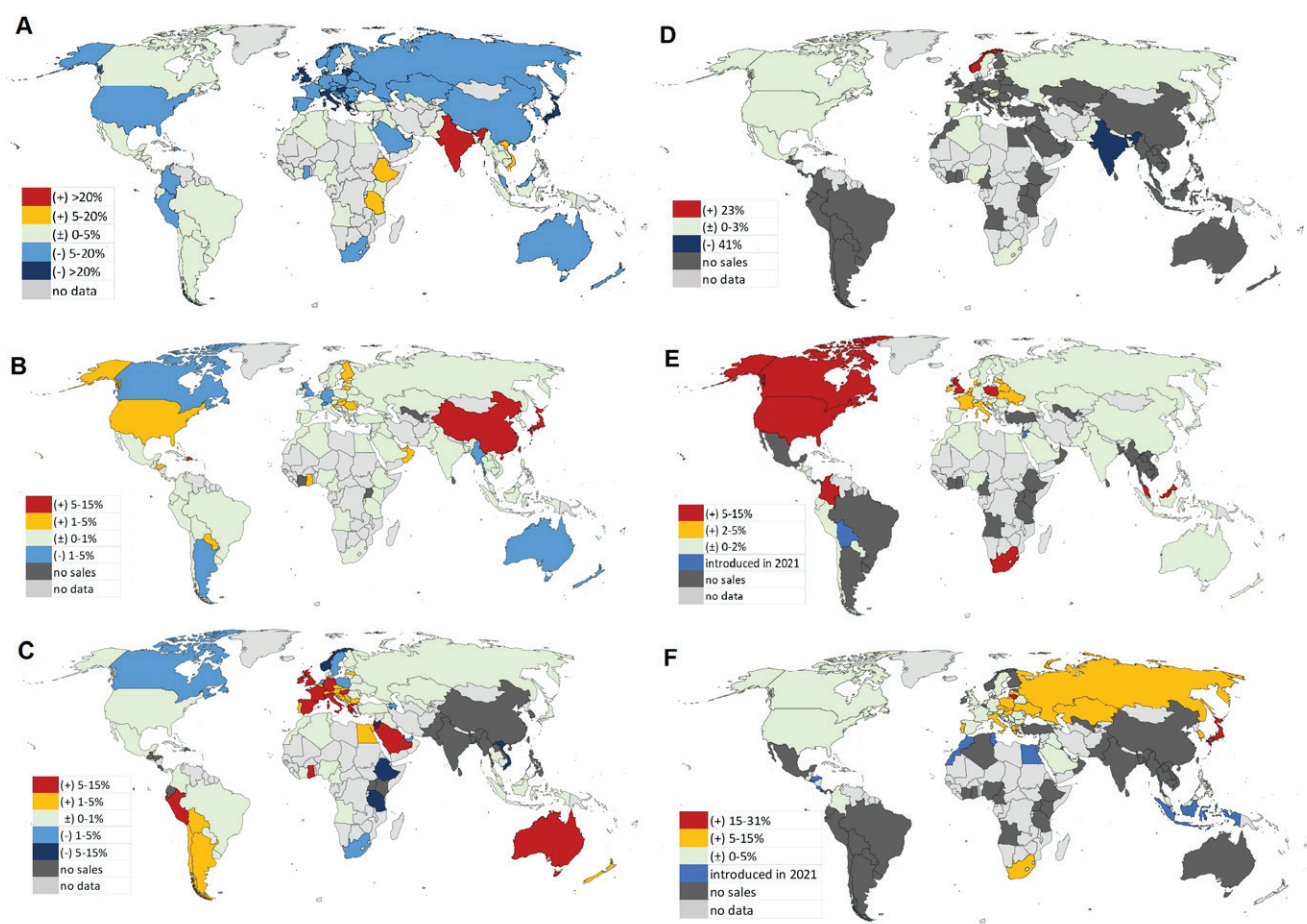 A
(+) >20%
(+) 5-20%
(±) 0-5%
(-) 5-20%
(-) >20%
no data
B
(+) 5-15%
(+) 1-5%
(±) 0-1%
(-) 1-5%
no sales
no data
C
(+) 5-15%
(+) 1-5%
±) 0-1%
(-) 1-5%
(-) 5-15%
no sales
no data
D
(+) 23%
(±) 0-3%
(-) 41%
no sales
no data
E
(+) 5-15%
(+) 2-5%
(±) 0-2%
introduced in 2021
no sales
no data
F
(+) 15-31%
(+) 5-15%
(±) 0-5%
introduced in 2021
no sales
no data